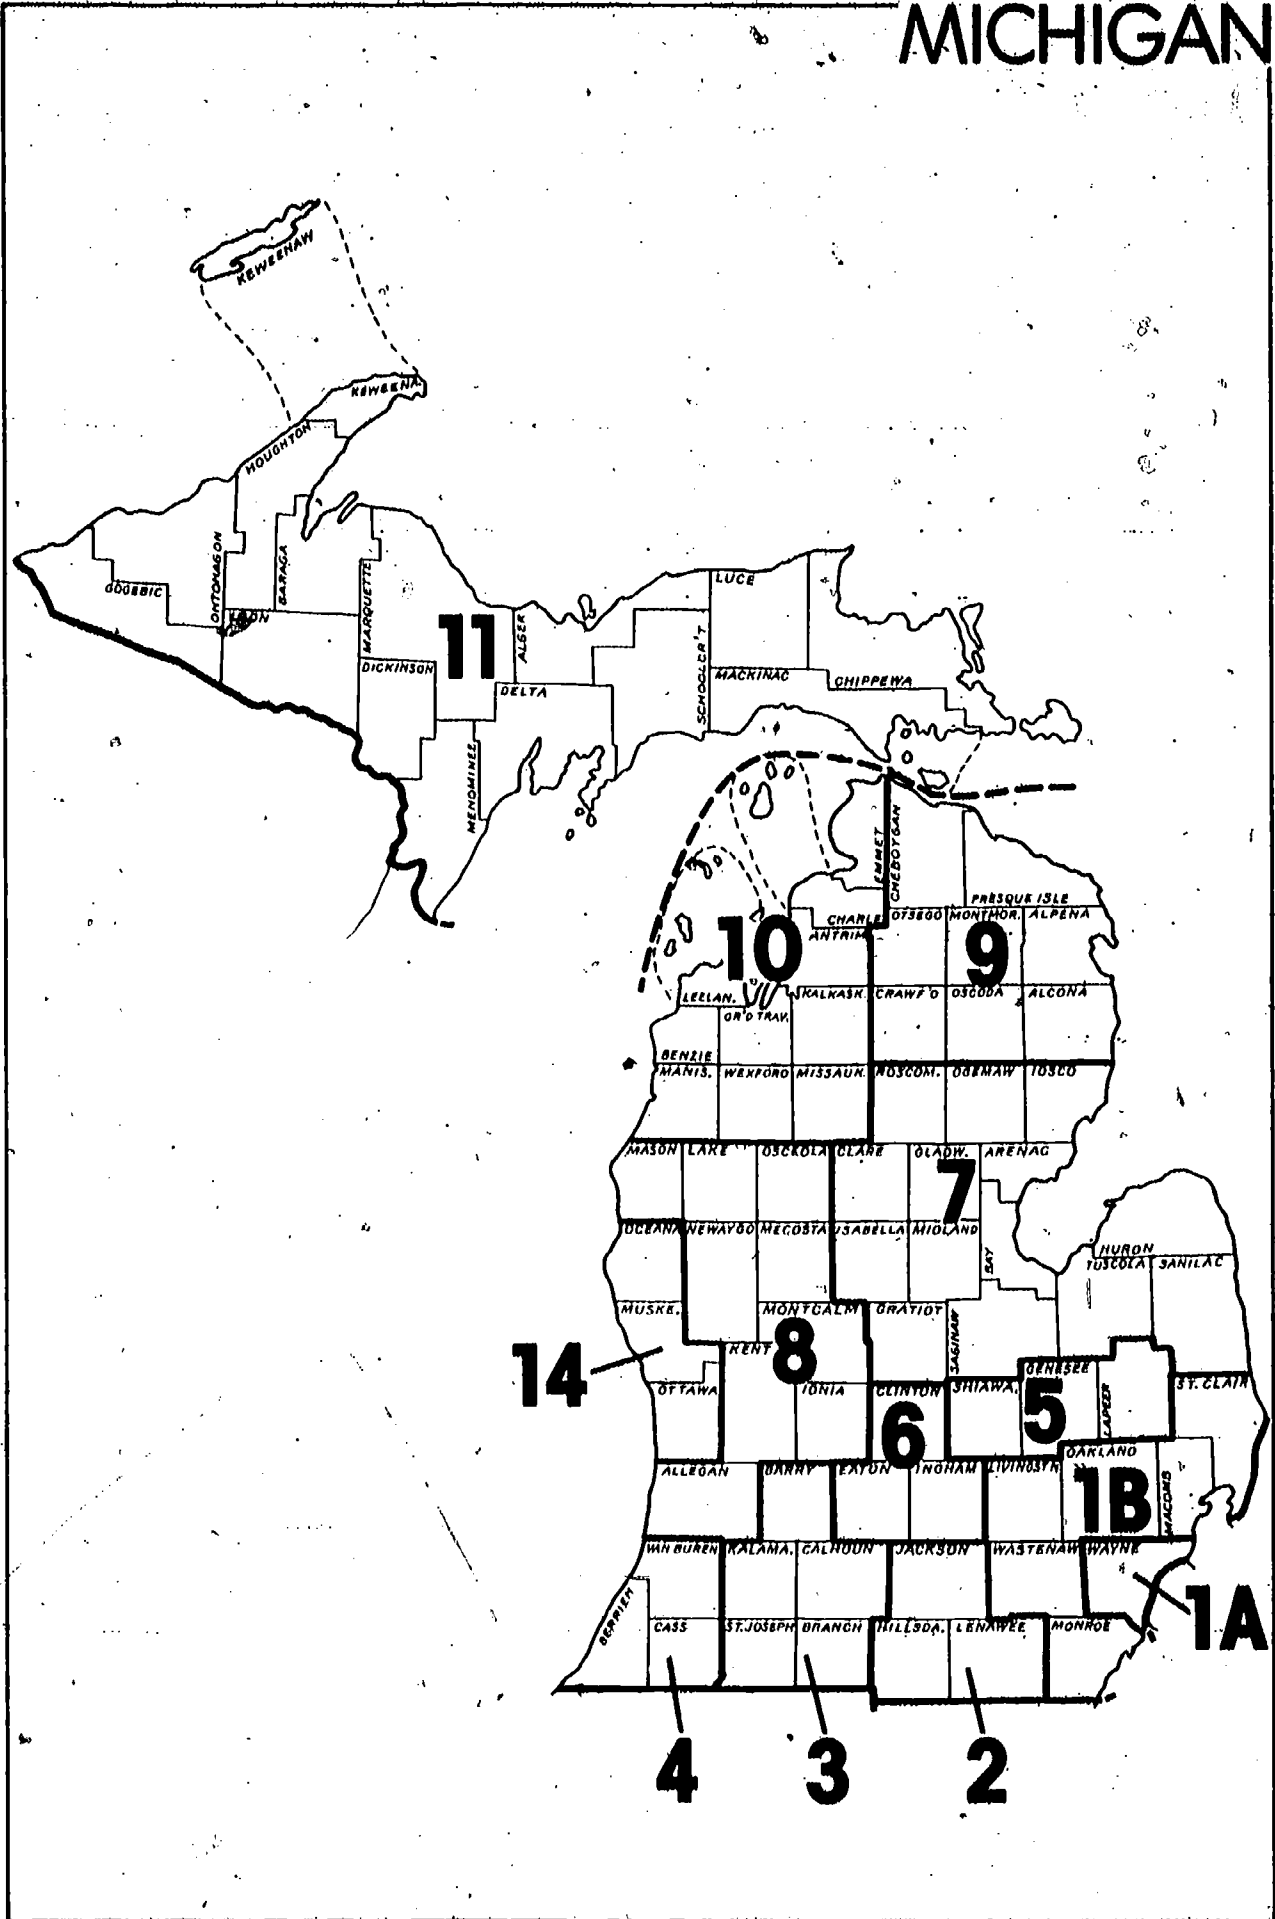 MICHIGAN
KEWEENAW
KEWEENA.
HOUGHTON
GOGEBIC
ONTONAGON
BARAGA
IRON
MARQUETTE
DICKINSON
11
ALGER
DELTA
MENOMINEE
SCHOOLCR'T
LUCE
MACKINAC
CHIPPEWA
EMMET
CHEBOYGAN
PRESQUE ISLE
CHARLE
OTSEGO
MONTMOR.
ALPENA
ANTRIM
10
9
LEELAN.
KALKASK.
CRAWF'D
OSCODA
ALCONA
GR'D TRAV.
BENZIE
MANIS.
WEXFORD
MISSAUK.
ROSCOM.
OGEMAW
IOSCO
MASON
LAKE
OSCEOLA
CLARE
GLADW.
ARENAC
7
OCEANA
NEWAYGO
MECOSTA
ISABELLA
MIDLAND
BAY
HURON
TUSCOLA
SANILAC
MUSKE.
MONTCALM
GRATIOT
SAGINAW
14
KENT
8
GENESEE
LAPEER
ST. CLAIR
OTTAWA
IONIA
CLINTON
SHIAWA.
5
6
OAKLAND
ALLEGAN
BARRY
EATON
INGHAM
LIVINGST'N
1B
MACOMB
VAN BUREN
KALAMA.
CALHOUN
JACKSON
WASTENAW
WAYNE
1A
BERRIEN
CASS
ST. JOSEPH
BRANCH
HILLSDA.
LENAWEE
MONROE
4
3
2